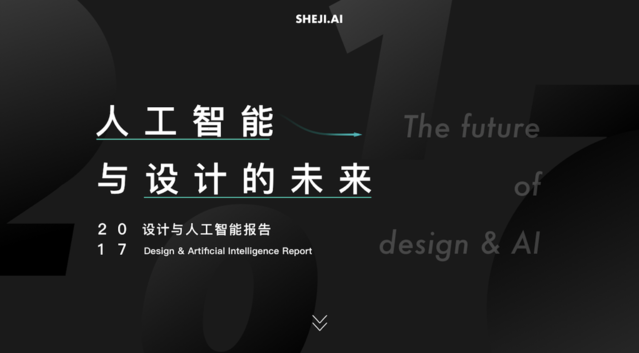 SHEJI.AI
人工智能
与设计的未来
The future
of
design & AI
20 设计与人工智能报告
17 Design & Artificial Intelligence Report